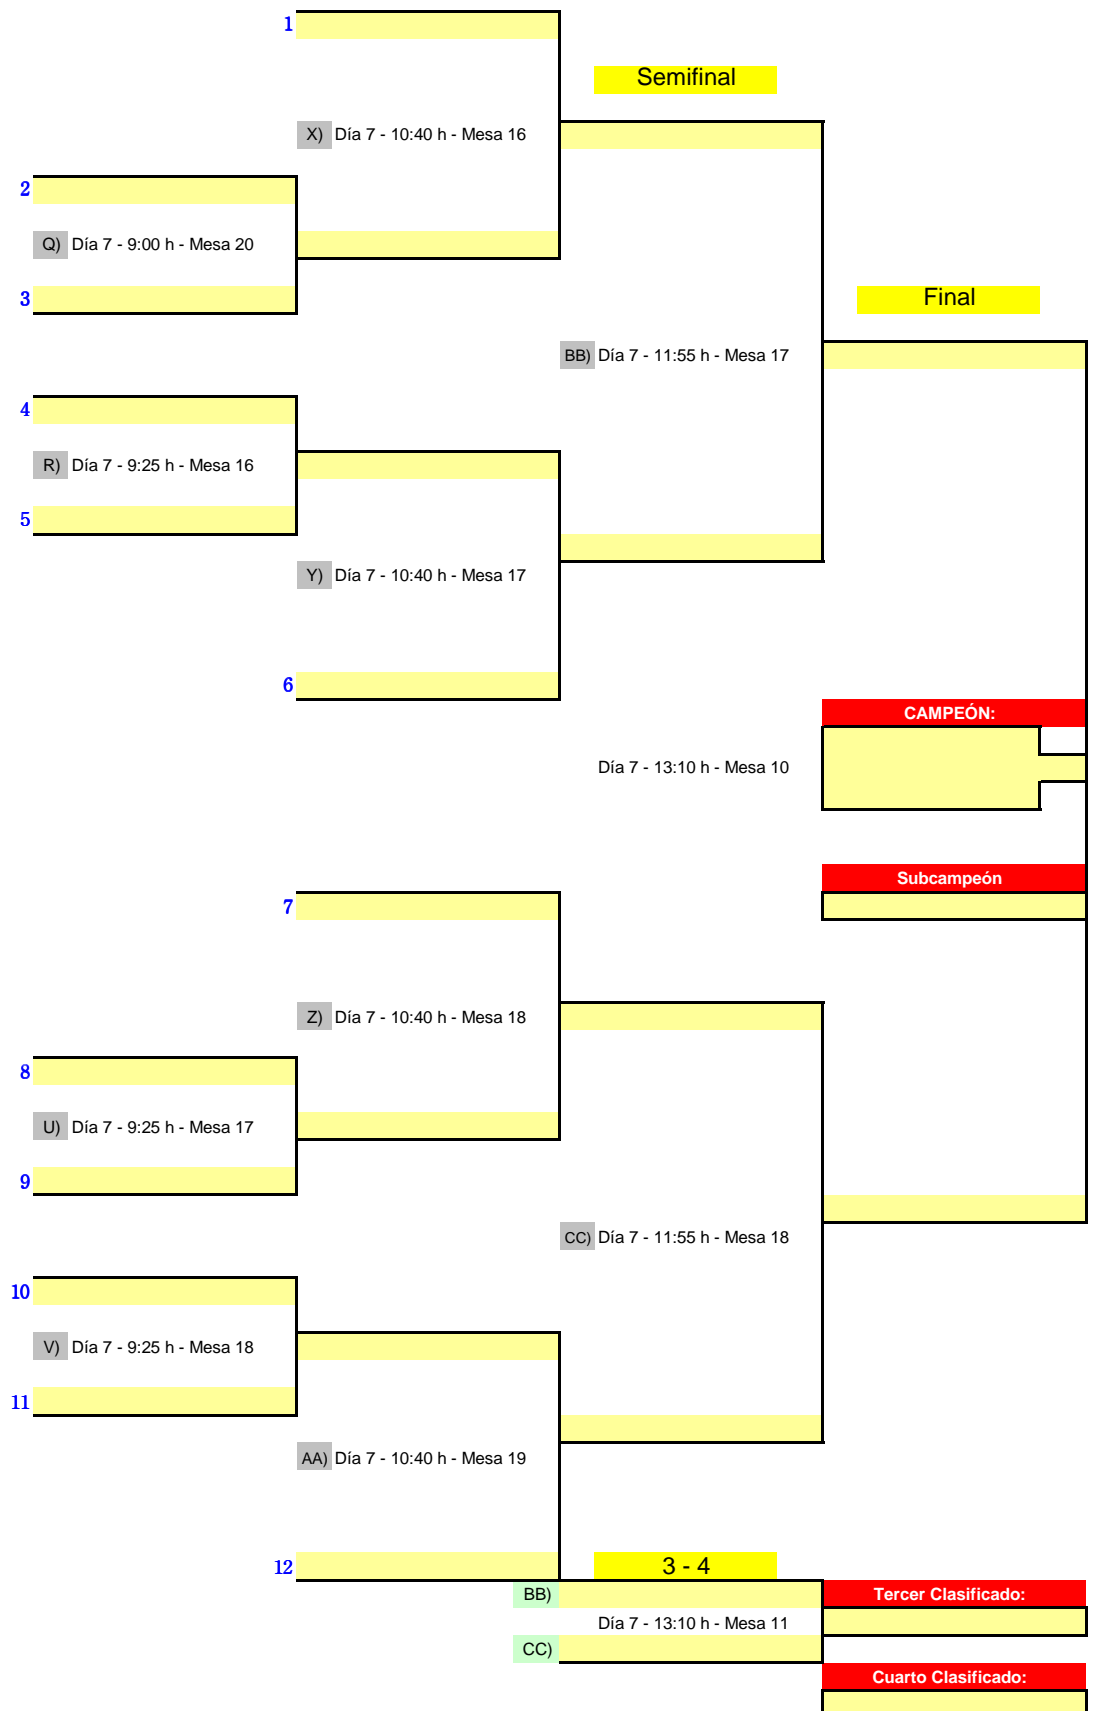 1
Semifinal
X) Día 7 - 10:40 h - Mesa 16
2
Q) Día 7 - 9:00 h - Mesa 20
3
Final
BB) Día 7 - 11:55 h - Mesa 17
4
R) Día 7 - 9:25 h - Mesa 16
5
Y) Día 7 - 10:40 h - Mesa 17
6
CAMPEÓN:
Día 7 - 13:10 h - Mesa 10
Subcampeón
7
Z) Día 7 - 10:40 h - Mesa 18
8
U) Día 7 - 9:25 h - Mesa 17
9
CC) Día 7 - 11:55 h - Mesa 18
10
V) Día 7 - 9:25 h - Mesa 18
11
AA) Día 7 - 10:40 h - Mesa 19
12
3 - 4
BB)
Tercer Clasificado:
Día 7 - 13:10 h - Mesa 11
CC)
Cuarto Clasificado: